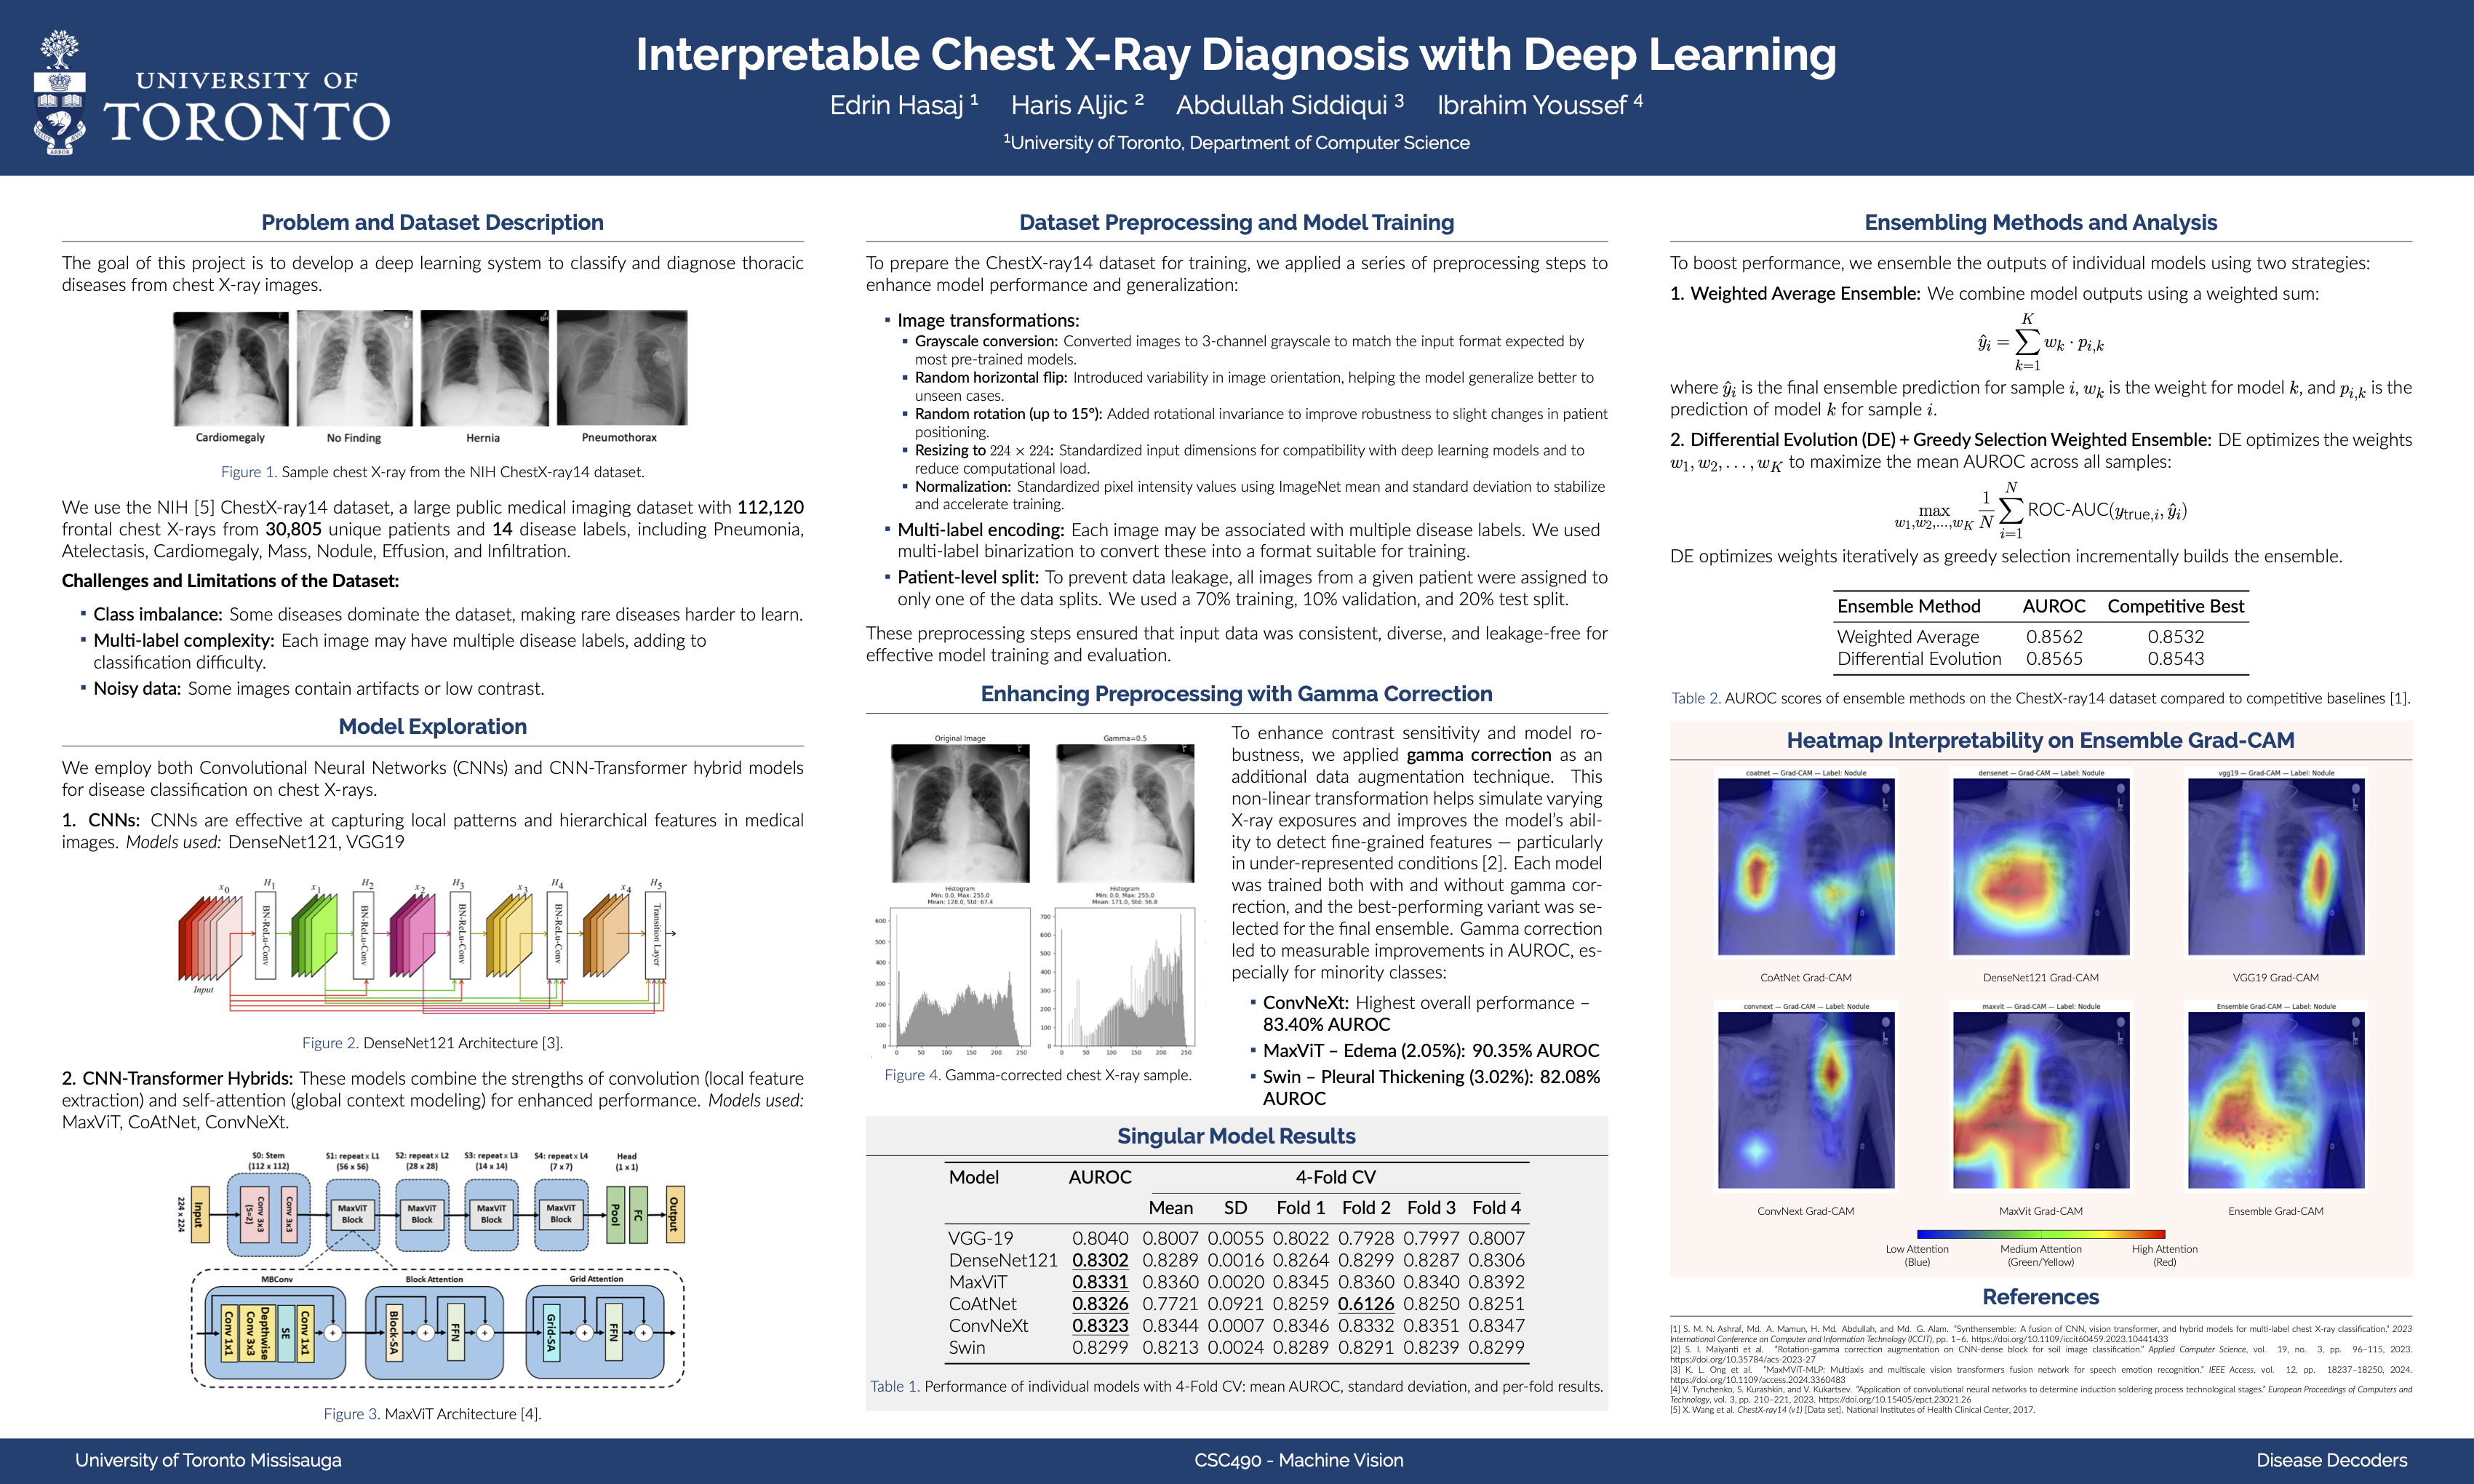 UNIVERSITY OF
TORONTO
Interpretable Chest X-Ray Diagnosis with Deep Learning
Edrin Hasaj ¹ Haris Aljic ² Abdullah Siddiqui ³ Ibrahim Youssef ⁴
¹University of Toronto, Department of Computer Science
Problem and Dataset Description
The goal of this project is to develop a deep learning system to classify and diagnose thoracic
diseases from chest X-ray images.
Cardiomegaly No Finding Hernia Pneumothorax
Figure 1. Sample chest X-ray from the NIH ChestX-ray14 dataset.
We use the NIH [5] ChestX-ray14 dataset, a large public medical imaging dataset with 112,120
frontal chest X-rays from 30,805 unique patients and 14 disease labels, including Pneumonia,
Atelectasis, Cardiomegaly, Mass, Nodule, Effusion, and Infiltration.
Challenges and Limitations of the Dataset:
▪ Class imbalance: Some diseases dominate the dataset, making rare diseases harder to learn.
▪ Multi-label complexity: Each image may have multiple disease labels, adding to
classification difficulty.
▪ Noisy data: Some images contain artifacts or low contrast.
Model Exploration
We employ both Convolutional Neural Networks (CNNs) and CNN-Transformer hybrid models
for disease classification on chest X-rays.
1. CNNs: CNNs are effective at capturing local patterns and hierarchical features in medical
images. Models used: DenseNet121, VGG19
x0 H1 x1 H2 x2 H3 x3 H4 x4 H5
BN-ReLu-Conv BN-ReLu-Conv BN-ReLu-Conv BN-ReLu-Conv Transition Layer
Input
Figure 2. DenseNet121 Architecture [3].
2. CNN-Transformer Hybrids: These models combine the strengths of convolution (local feature
extraction) and self-attention (global context modeling) for enhanced performance. Models used:
MaxViT, CoAtNet, ConvNeXt.
S0: Stem S1: repeat x L1 S2: repeat x L2 S3: repeat x L3 S4: repeat x L4 Head
(112 x 112) (56 x 56) (28 x 28) (14 x 14) (7 x 7) (1 x 1)
224 x 224 Input Conv 3x3 (S=2) Conv 3x3 MaxViT Block MaxViT Block MaxViT Block MaxViT Block Pool FC Output
MBConv Block Attention Grid Attention
Conv 1x1 Depthwise Conv 3x3 SE Conv 1x1 + Block-SA + FFN + Grid-SA + FFN +
Figure 3. MaxViT Architecture [4].
Dataset Preprocessing and Model Training
To prepare the ChestX-ray14 dataset for training, we applied a series of preprocessing steps to
enhance model performance and generalization:
▪ Image transformations:
▪ Grayscale conversion: Converted images to 3-channel grayscale to match the input format expected by
most pre-trained models.
▪ Random horizontal flip: Introduced variability in image orientation, helping the model generalize better to
unseen cases.
▪ Random rotation (up to 15°): Added rotational invariance to improve robustness to slight changes in patient
positioning.
▪ Resizing to 224 × 224: Standardized input dimensions for compatibility with deep learning models and to
reduce computational load.
▪ Normalization: Standardized pixel intensity values using ImageNet mean and standard deviation to stabilize
and accelerate training.
▪ Multi-label encoding: Each image may be associated with multiple disease labels. We used
multi-label binarization to convert these into a format suitable for training.
▪ Patient-level split: To prevent data leakage, all images from a given patient were assigned to
only one of the data splits. We used a 70% training, 10% validation, and 20% test split.
These preprocessing steps ensured that input data was consistent, diverse, and leakage-free for
effective model training and evaluation.
Enhancing Preprocessing with Gamma Correction
Original Image Gamma=0.5
Histogram Histogram
Min: 0.0, Max: 255.0 Min: 0.0, Max: 255.0
Mean: 128.0, Std: 67.4 Mean: 171.0, Std: 56.8
600 500 400 300 200 100 0
0 50 100 150 200 250
700 600 500 400 300 200 100 0
0 50 100 150 200 250
Figure 4. Gamma-corrected chest X-ray sample.
To enhance contrast sensitivity and model ro-
bustness, we applied gamma correction as an
additional data augmentation technique. This
non-linear transformation helps simulate varying
X-ray exposures and improves the model's abil-
ity to detect fine-grained features — particularly
in under-represented conditions [2]. Each model
was trained both with and without gamma cor-
rection, and the best-performing variant was se-
lected for the final ensemble. Gamma correction
led to measurable improvements in AUROC, es-
pecially for minority classes:
▪ ConvNeXt: Highest overall performance –
83.40% AUROC
▪ MaxViT – Edema (2.05%): 90.35% AUROC
▪ Swin – Pleural Thickening (3.02%): 82.08%
AUROC
Singular Model Results
Model AUROC 4-Fold CV
Mean SD Fold 1 Fold 2 Fold 3 Fold 4
VGG-19 0.8040 0.8007 0.0055 0.8022 0.7928 0.7997 0.8007
DenseNet121 0.8302 0.8289 0.0016 0.8264 0.8299 0.8287 0.8306
MaxViT 0.8331 0.8360 0.0020 0.8345 0.8360 0.8340 0.8392
CoAtNet 0.8326 0.7721 0.0921 0.8259 0.6126 0.8250 0.8251
ConvNeXt 0.8323 0.8344 0.0007 0.8346 0.8332 0.8351 0.8347
Swin 0.8299 0.8213 0.0024 0.8289 0.8291 0.8239 0.8299
Table 1. Performance of individual models with 4-Fold CV: mean AUROC, standard deviation, and per-fold results.
Ensembling Methods and Analysis
To boost performance, we ensemble the outputs of individual models using two strategies:
1. Weighted Average Ensemble: We combine model outputs using a weighted sum:
ŷ_i = ∑_{k=1}^{K} w_k · p_{i,k}
where ŷ_i is the final ensemble prediction for sample i, w_k is the weight for model k, and p_{i,k} is the
prediction of model k for sample i.
2. Differential Evolution (DE) + Greedy Selection Weighted Ensemble: DE optimizes the weights
w_1, w_2, . . . , w_K to maximize the mean AUROC across all samples:
max_{w_1,w_2,...,w_K} 1/N ∑_{i=1}^{N} ROC-AUC(y_{true,i}, ŷ_i)
DE optimizes weights iteratively as greedy selection incrementally builds the ensemble.
Ensemble Method AUROC Competitive Best
Weighted Average 0.8562 0.8532
Differential Evolution 0.8565 0.8543
Table 2. AUROC scores of ensemble methods on the ChestX-ray14 dataset compared to competitive baselines [1].
Heatmap Interpretability on Ensemble Grad-CAM
coatnet — Grad-CAM — Label: Nodule densenet — Grad-CAM — Label: Nodule vgg19 — Grad-CAM — Label: Nodule
CoAtNet Grad-CAM DenseNet121 Grad-CAM VGG19 Grad-CAM
convnext — Grad-CAM — Label: Nodule maxvit — Grad-CAM — Label: Nodule Ensemble Grad-CAM — Label: Nodule
ConvNext Grad-CAM MaxVit Grad-CAM Ensemble Grad-CAM
Low Attention Medium Attention High Attention
(Blue) (Green/Yellow) (Red)
References
[1] S. M. N. Ashraf, Md. A. Mamun, H. Md. Abdullah, and Md. G. Alam. "Synthensemble: A fusion of CNN, vision transformer, and hybrid models for multi-label chest X-ray classification." 2023
International Conference on Computer and Information Technology (ICCIT), pp. 1–6. https://doi.org/10.1109/iccit60459.2023.10441433
[2] S. I. Maiyanti et al. "Rotation-gamma correction augmentation on CNN-dense block for soil image classification." Applied Computer Science, vol. 19, no. 3, pp. 96–115, 2023.
https://doi.org/10.35784/acs-2023-27
[3] K. L. Ong et al. "MaxMViT-MLP: Multiaxis and multiscale vision transformers fusion network for speech emotion recognition." IEEE Access, vol. 12, pp. 18237–18250, 2024.
https://doi.org/10.1109/access.2024.3360483
[4] V. Tynchenko, S. Kurashkin, and V. Kukartsev. "Application of convolutional neural networks to determine induction soldering process technological stages." European Proceedings of Computers and
Technology, vol. 3, pp. 210–221, 2023. https://doi.org/10.15405/epct.23021.26
[5] X. Wang et al. ChestX-ray14 (v1) [Data set]. National Institutes of Health Clinical Center, 2017.
University of Toronto Missisauga CSC490 - Machine Vision Disease Decoders